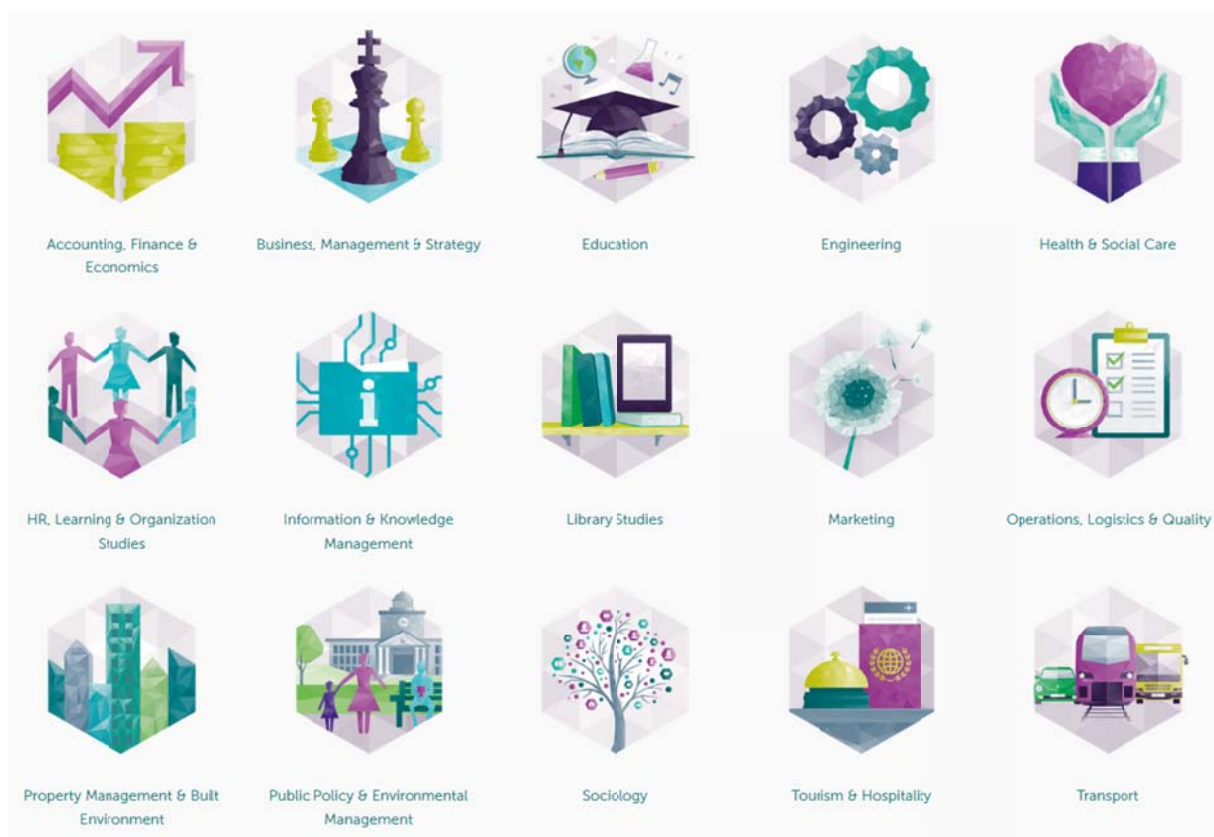 Accounting, Finance &
Economics
Business, Management & Strategy
Education
Engineering
Health & Social Care
HR, Learning & Organization
Studies
i
Information & Knowledge
Management
Library Studies
Marketing
Operations, Logistics & Quality
Property Management & Built
Environment
Public Policy & Environmental
Management
Sociology
Tourism & Hospitality
Transport